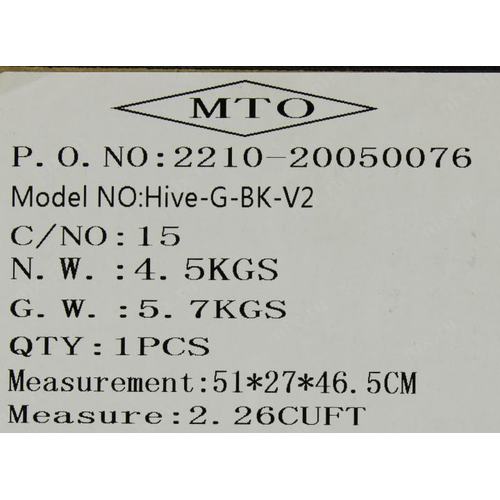 MTO
P.O.NO:2210-20050076
Model NO:Hive-G-BK-V2
C/NO:15
N.W.:4.5KGS
G.W.:5.7KGS
QTY:1PCS
Measurement:51*27*46.5CM
Measure:2.26CUFT